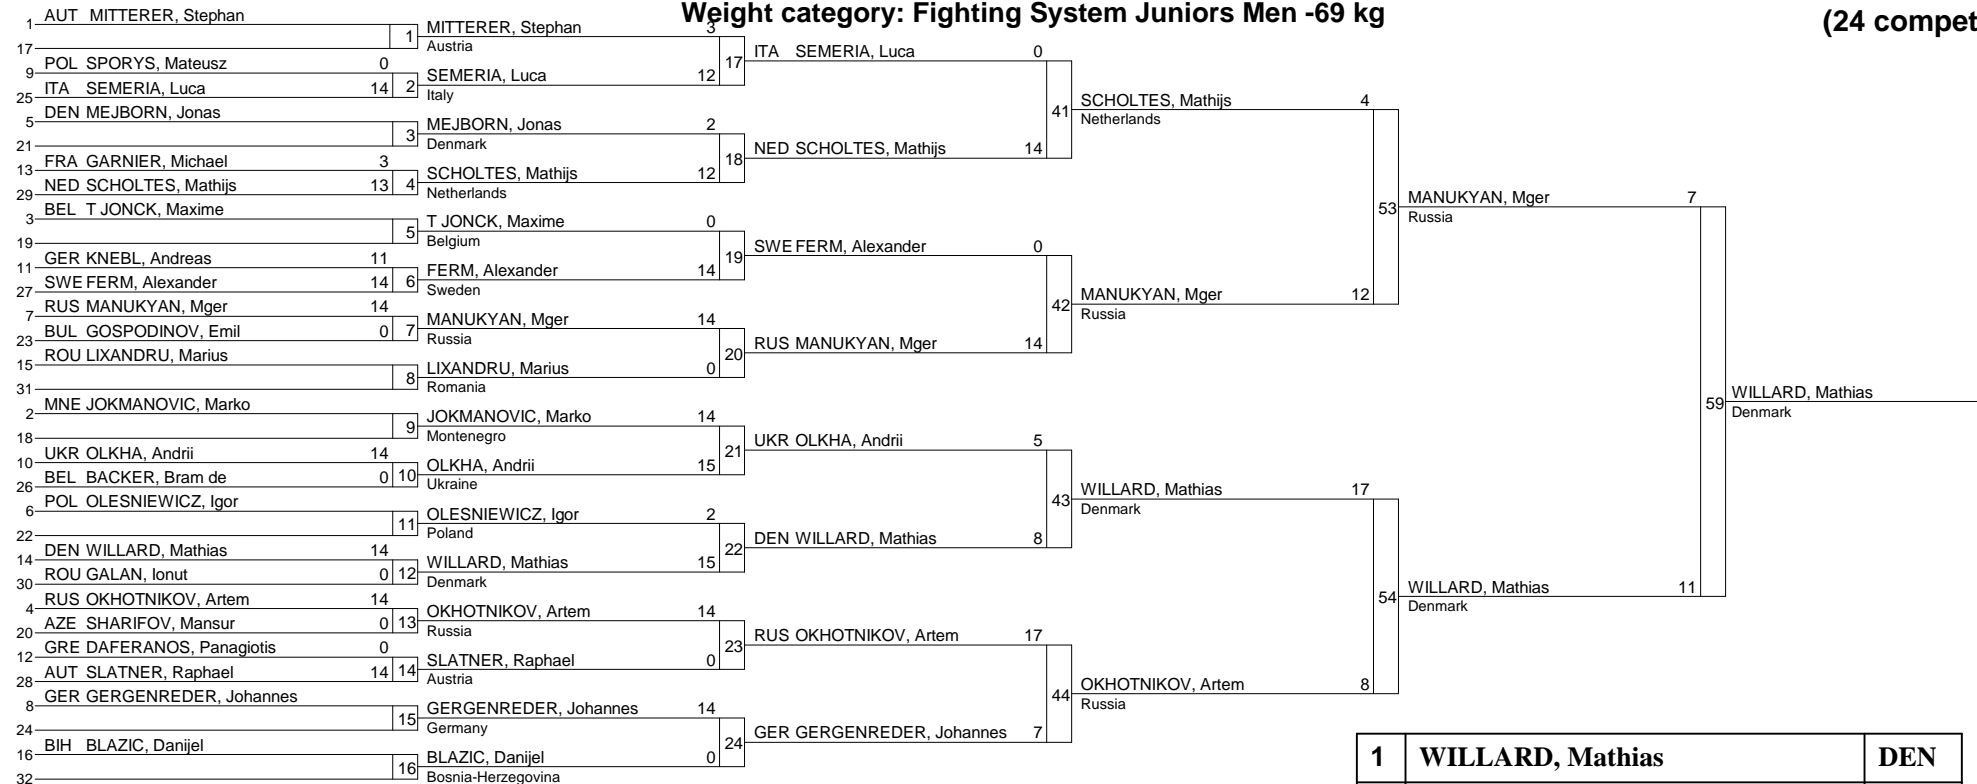 Weight category: Fighting System Juniors Men -69 kg
(24 compet
1 AUT MITTERER, Stephan
17
9 POL SPORYS, Mateusz 0
25 ITA SEMERIA, Luca 14
5 DEN MEJBORN, Jonas
21
13 FRA GARNIER, Michael 3
29 NED SCHOLTES, Mathijs 13
3 BEL T JONCK, Maxime
19
11 GER KNEBL, Andreas 11
27 SWE FERM, Alexander 14
7 RUS MANUKYAN, Mger 14
23 BUL GOSPODINOV, Emil 0
15 ROU LIXANDRU, Marius
31
2 MNE JOKMANOVIC, Marko
18
10 UKR OLKHA, Andrii 14
26 BEL BACKER, Bram de 0
6 POL OLESNIEWICZ, Igor
22
14 DEN WILLARD, Mathias 14
30 ROU GALAN, Ionut 0
4 RUS OKHOTNIKOV, Artem 14
20 AZE SHARIFOV, Mansur 0
12 GRE DAFERANOS, Panagiotis 0
28 AUT SLATNER, Raphael 14
8 GER GERGENREDER, Johannes
24
16 BIH BLAZIC, Danijel
32
1 MITTERER, Stephan 3
Austria
2 SEMERIA, Luca 12
Italy
3 MEJBORN, Jonas 2
Denmark
4 SCHOLTES, Mathijs 12
Netherlands
5 T JONCK, Maxime 0
Belgium
6 FERM, Alexander 14
Sweden
7 MANUKYAN, Mger 14
Russia
8 LIXANDRU, Marius 0
Romania
9 JOKMANOVIC, Marko 14
Montenegro
10 OLKHA, Andrii 15
Ukraine
11 OLESNIEWICZ, Igor 2
Poland
12 WILLARD, Mathias 15
Denmark
13 OKHOTNIKOV, Artem 14
Russia
14 SLATNER, Raphael 0
Austria
15 GERGENREDER, Johannes 14
Germany
16 BLAZIC, Danijel 0
Bosnia-Herzegovina
17 ITA SEMERIA, Luca 0
18 NED SCHOLTES, Mathijs 14
19 SWE FERM, Alexander 0
20 RUS MANUKYAN, Mger 14
21 UKR OLKHA, Andrii 5
22 DEN WILLARD, Mathias 8
23 RUS OKHOTNIKOV, Artem 17
24 GER GERGENREDER, Johannes 7
41 SCHOLTES, Mathijs 4
Netherlands
42 MANUKYAN, Mger 12
Russia
43 WILLARD, Mathias 17
Denmark
44 OKHOTNIKOV, Artem 8
Russia
53 MANUKYAN, Mger 7
Russia
54 WILLARD, Mathias 11
Denmark
59 WILLARD, Mathias
Denmark
1 WILLARD, Mathias DEN